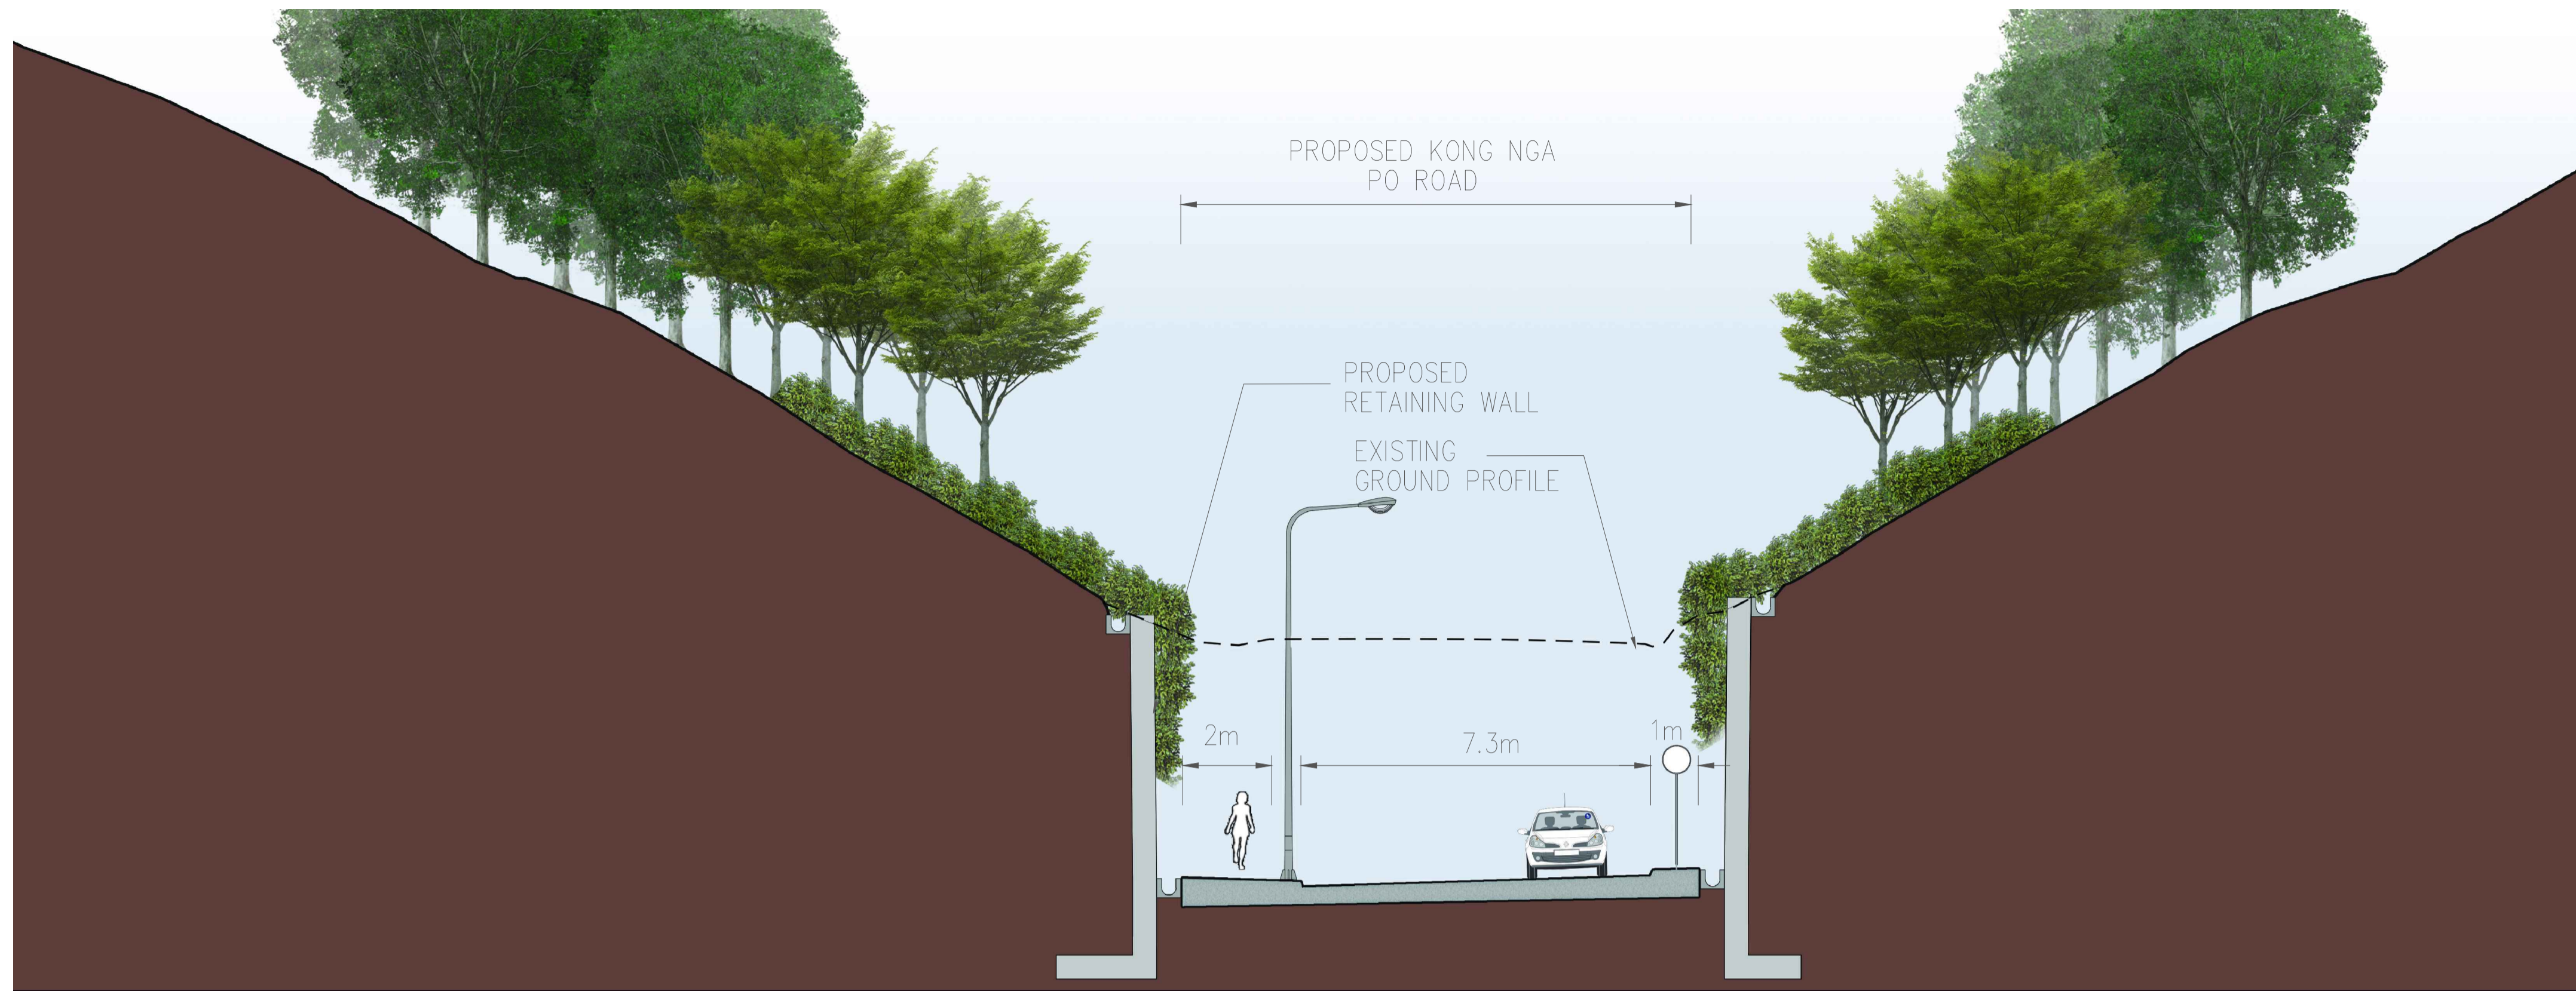 PROPOSED KONG NGA
PO ROAD
PROPOSED
RETAINING WALL
EXISTING
GROUND PROFILE
2m
7.3m
1m